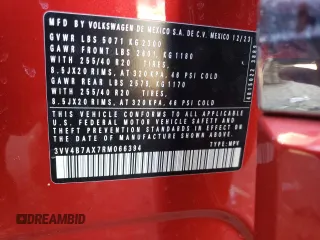 MFD BY VOLKSWAGEN DE MEXICO S.A. DE C.V. MEXICO 12/23
GVWR LBS 5071 KG 2300
GAWR FRONT LBS 2601, KG 1180
WITH 255/40 R20 TIRES,
8.5JX20 RIMS, AT 320 KPA, 46 PSI COLD
GAWR REAR LBS 2579, KG 1170
WITH 255/40 R20 TIRES,
8.5JX20 RIMS, AT 320 KPA, 46 PSI COLD
THIS VEHICLE CONFORMS TO ALL APPLICABLE
U.S. FEDERAL MOTOR VEHICLE SAFETY AND
THEFT PREVENTION STANDARDS IN EFFECT ON
THE DATE OF MANUFACTURE SHOWN ABOVE.
3VV4B7AX7RM066394 TYPE: MPV
DREAMBID